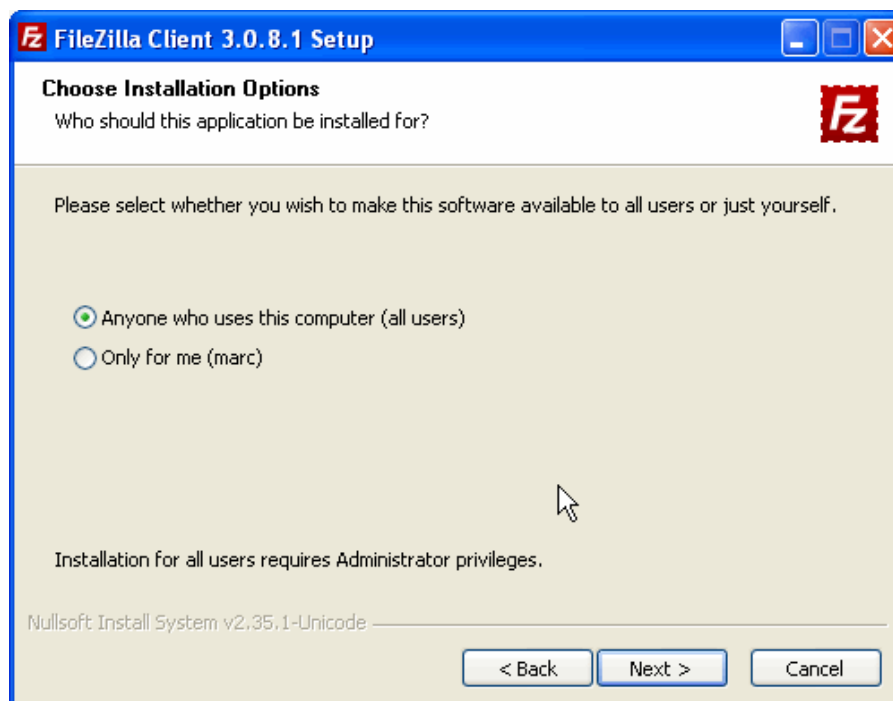 FileZilla Client 3.0.8.1 Setup
Choose Installation Options
Who should this application be installed for?
Please select whether you wish to make this software available to all users or just yourself.
Anyone who uses this computer (all users)
Only for me (marc)
Installation for all users requires Administrator privileges.
Nullsoft Install System v2.35.1-Unicode
< Back Next > Cancel